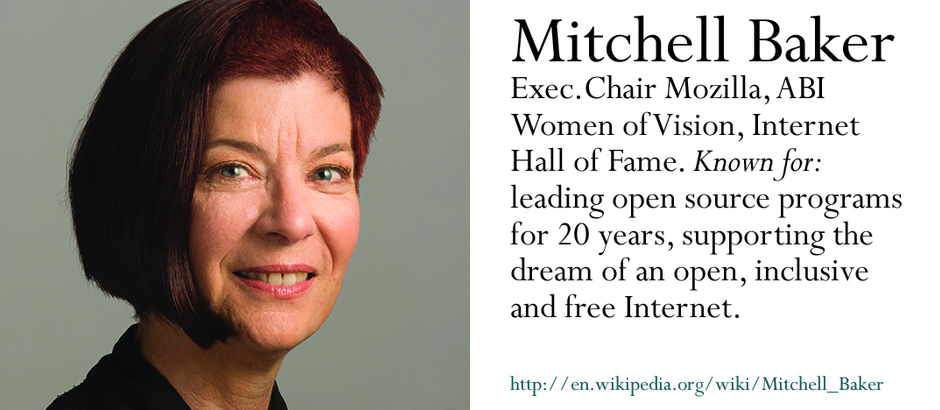 Mitchell Baker
Exec.Chair Mozilla, ABI
Women of Vision, Internet
Hall of Fame. Known for:
leading open source programs
for 20 years, supporting the
dream of an open, inclusive
and free Internet.
http://en.wikipedia.org/wiki/Mitchell_Baker